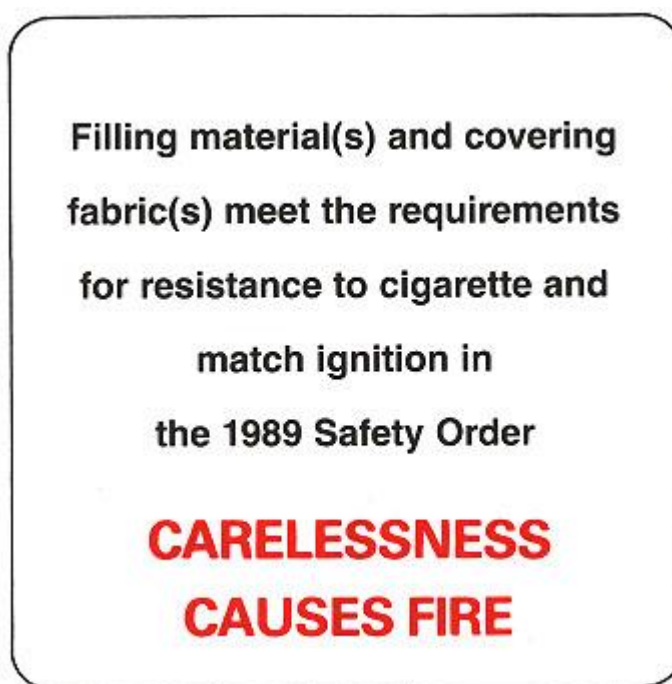 Filling material(s) and covering
fabric(s) meet the requirements
for resistance to cigarette and
match ignition in
the 1989 Safety Order
CARELESSNESS
CAUSES FIRE